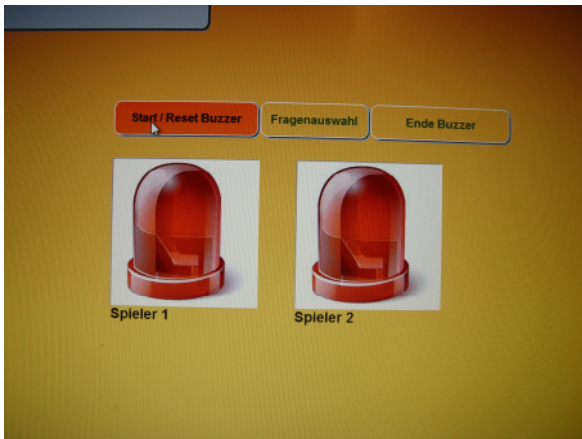 Start / Reset Buzzer
Fragenauswahl
Ende Buzzer
Spieler 1
Spieler 2